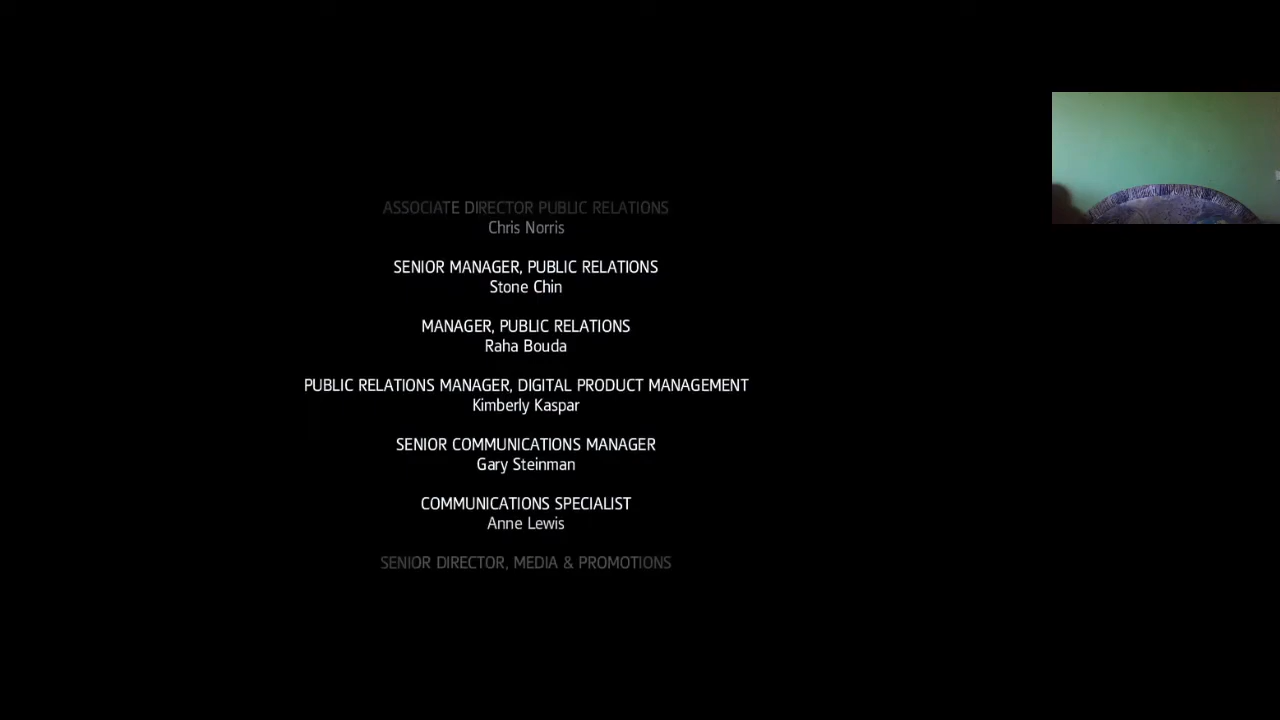 ASSOCIATE DIRECTOR PUBLIC RELATIONS
Chris Norris
SENIOR MANAGER, PUBLIC RELATIONS
Stone Chin
MANAGER, PUBLIC RELATIONS
Raha Bouda
PUBLIC RELATIONS MANAGER, DIGITAL PRODUCT MANAGEMENT
Kimberly Kaspar
SENIOR COMMUNICATIONS MANAGER
Gary Steinman
COMMUNICATIONS SPECIALIST
Anne Lewis
SENIOR DIRECTOR, MEDIA & PROMOTIONS